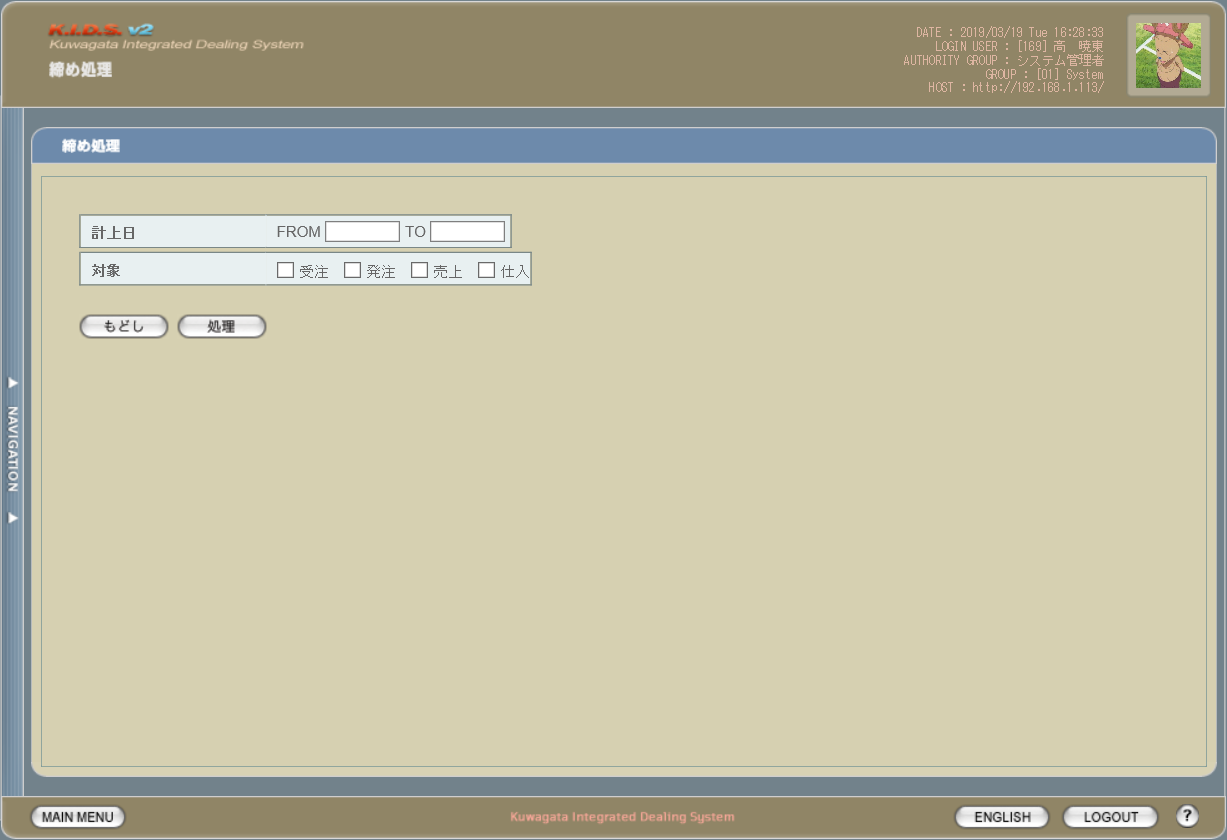 K.I.D.S. v2
Kuwagata Integrated Dealing System
締め処理
DATE : 2019/03/19 Tue 16:28:33
LOGIN USER : [169]高　暁東
AUTHORITY GROUP : システム管理者
GROUP : [01] System
HOST : http://192.168.1.113/
締め処理
計上日 FROM TO
対象 受注 発注 売上 仕入
もどし 処理
NAVIGATION
MAIN MENU Kuwagata Integrated Dealing System ENGLISH LOGOUT ?